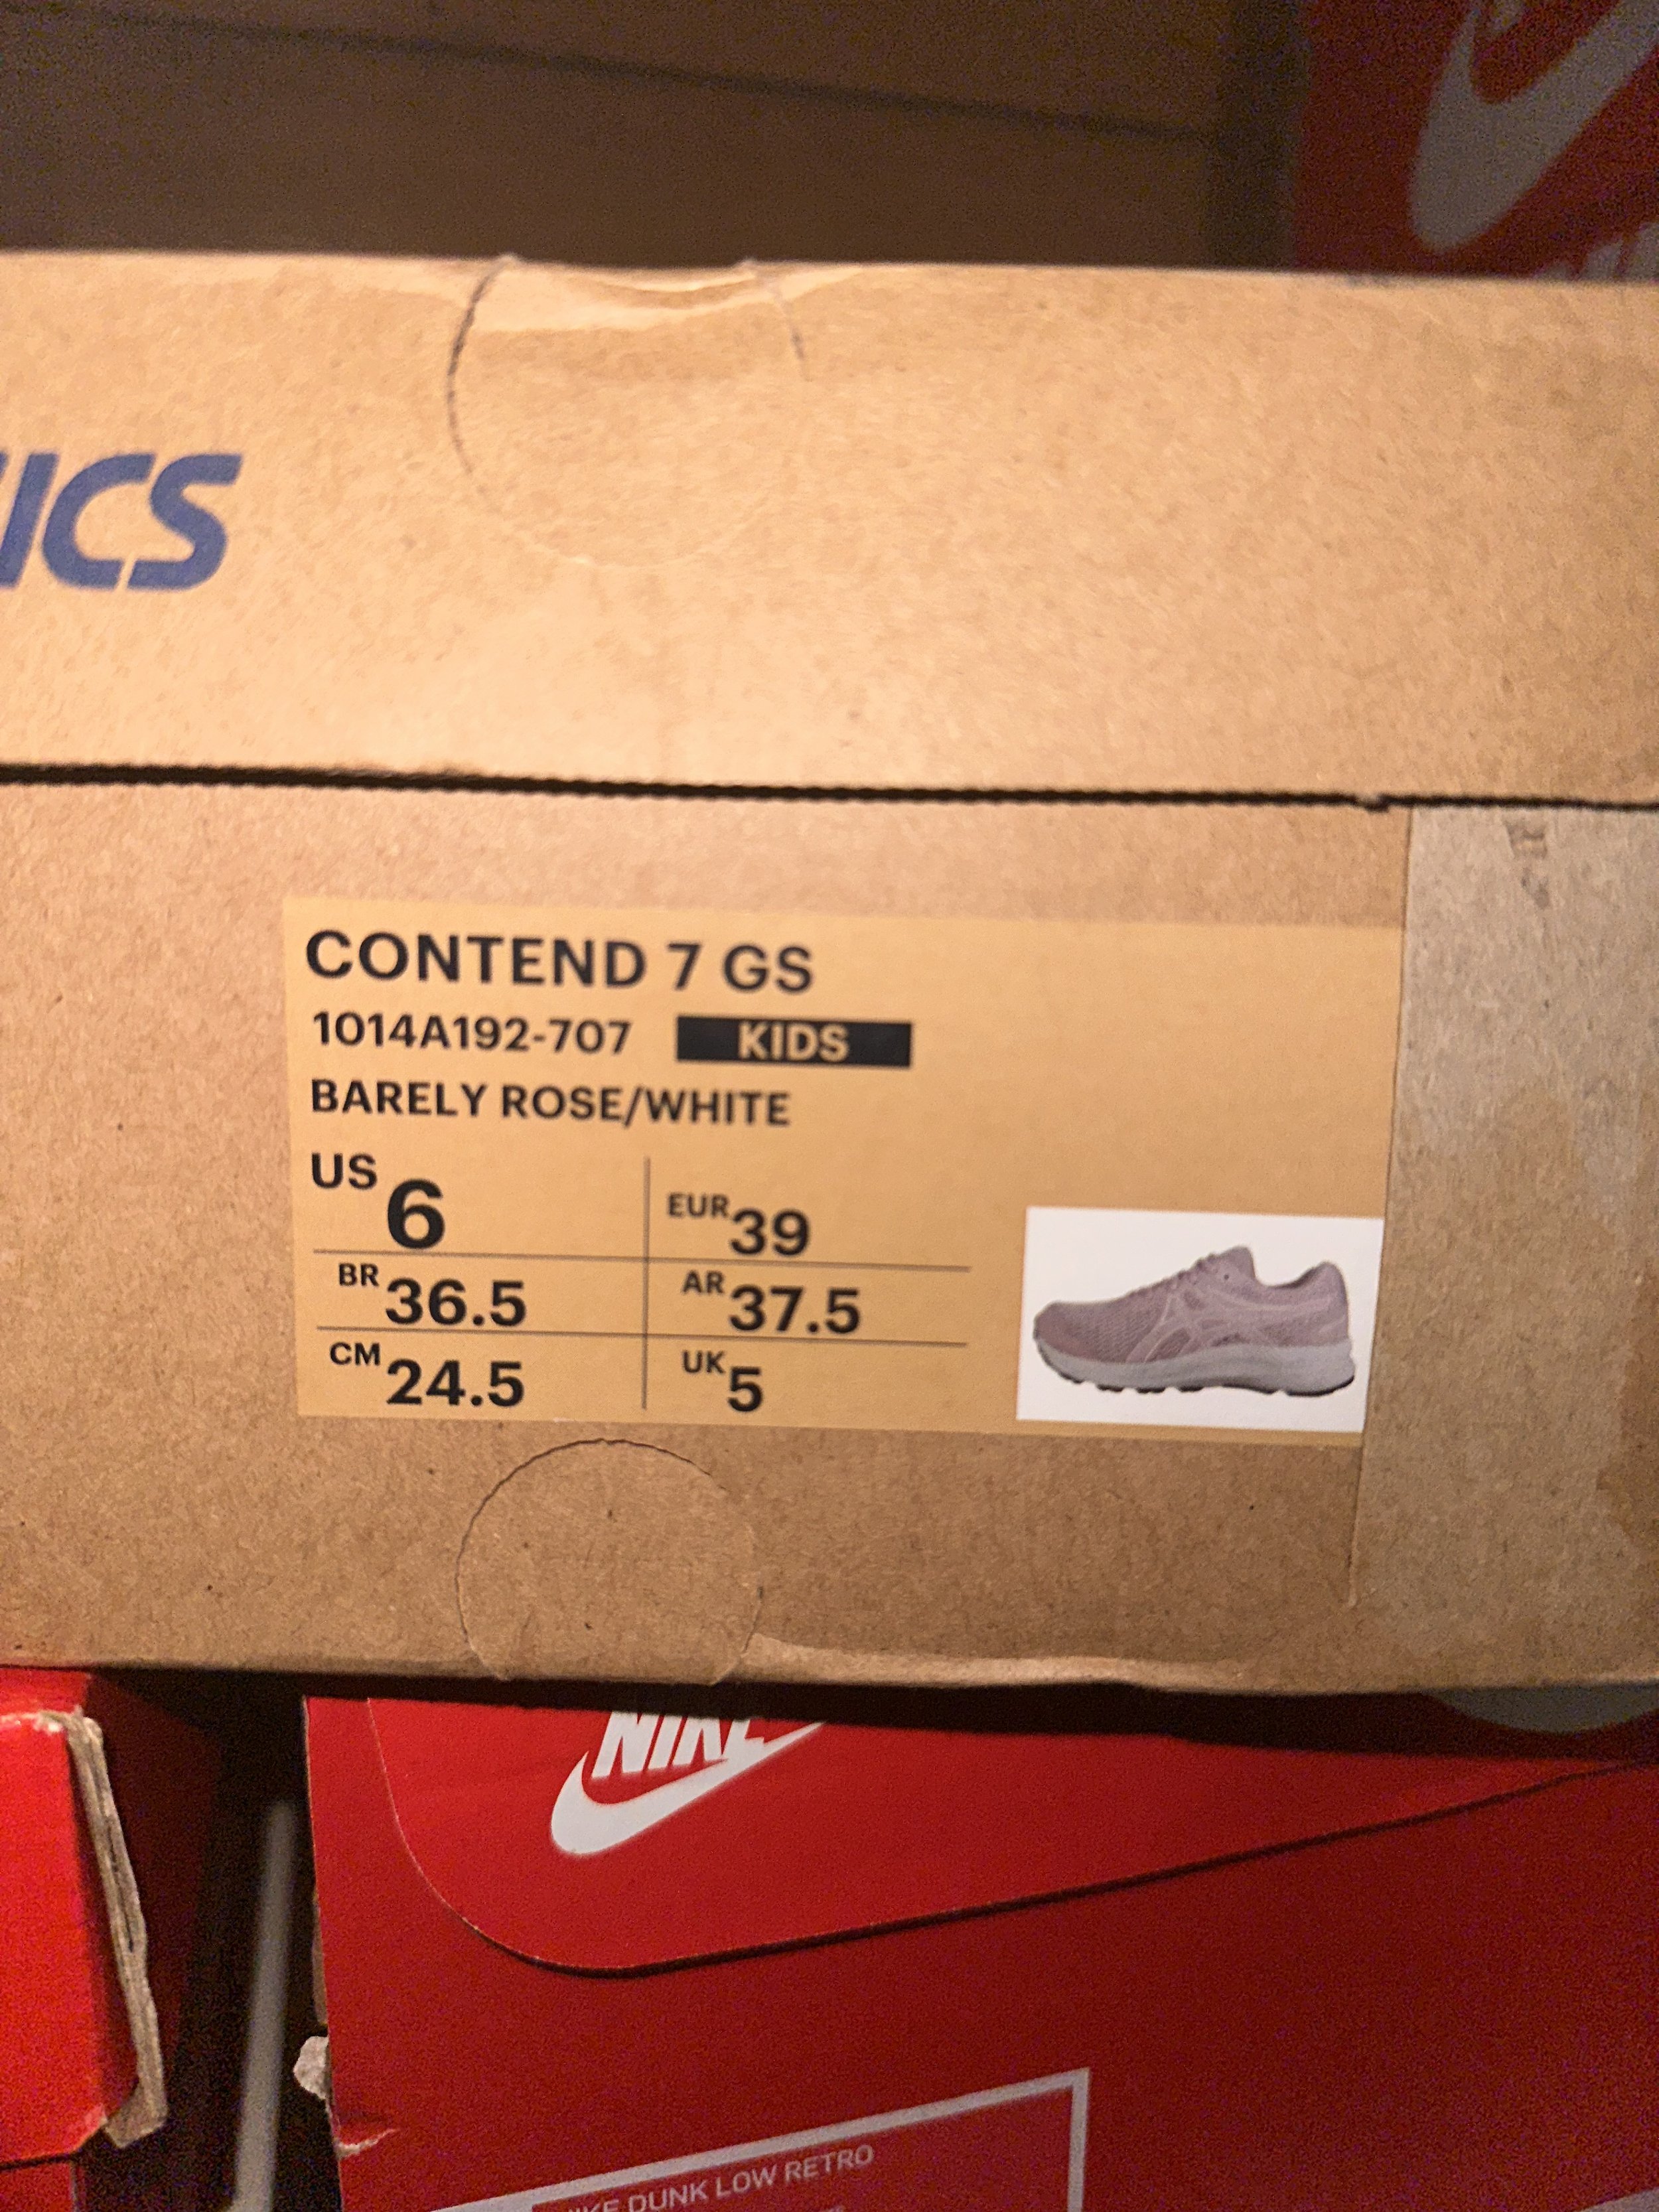 ICS
CONTEND 7 GS
1014A192-707 KIDS
BARELY ROSE/WHITE
US 6 EUR 39
BR 36.5 AR 37.5
CM 24.5 UK 5
NIKE
NIKE DUNK LOW RETRO